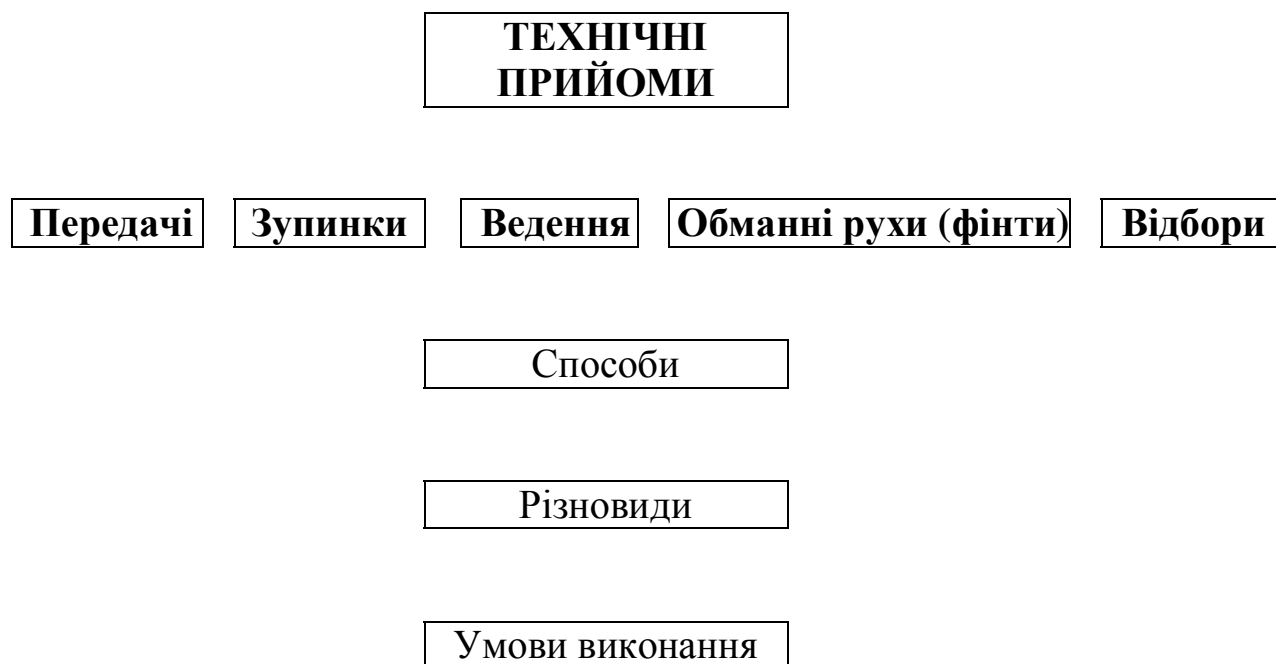 ТЕХНІЧНІ
ПРИЙОМИ
Передачі Зупинки Ведення Обманні рухи (фінти) Відбори
Способи
Різновиди
Умови виконання